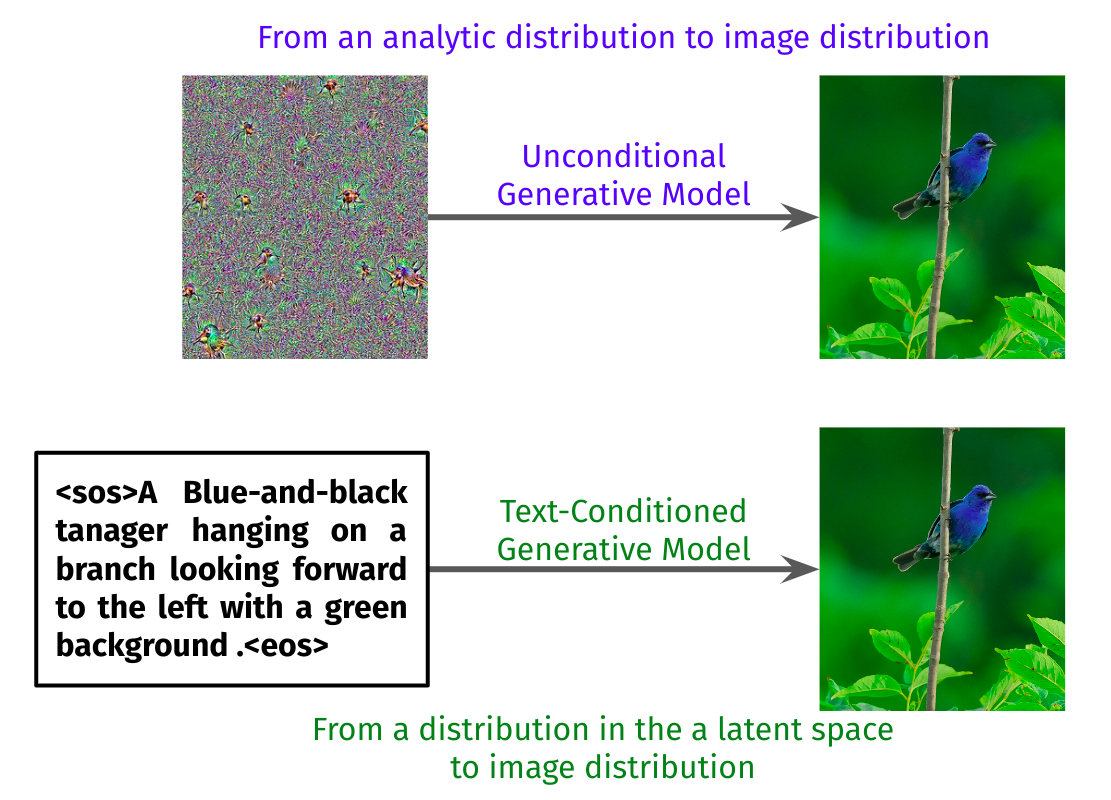 From an analytic distribution to image distribution
Unconditional
Generative Model
<sos>A Blue-and-black
tanager hanging on a
branch looking forward
to the left with a green
background .<eos>
Text-Conditioned
Generative Model
From a distribution in the a latent space
to image distribution